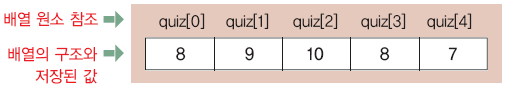 배열 원소 참조 quiz[0] quiz[1] quiz[2] quiz[3] quiz[4]
배열의 구조와
저장된 값 8 9 10 8 7